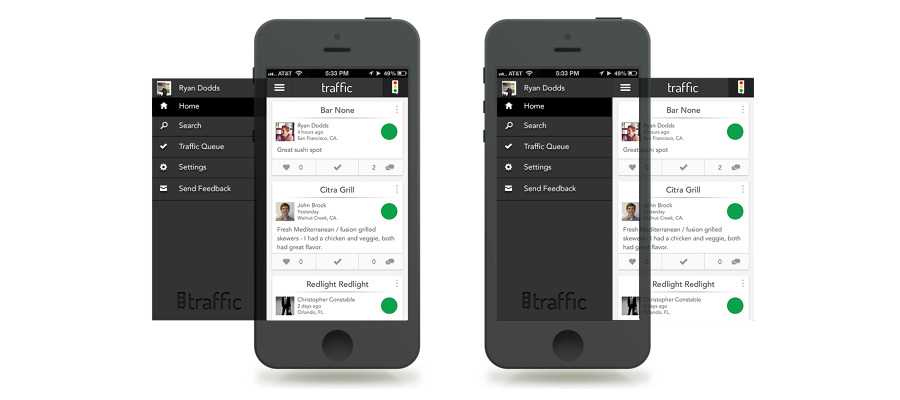 Ryan Dodds
Home
Search
Traffic Queue
Settings
Send Feedback
traffic
AT&T 5:33 PM 49%
traffic
Bar None
Ryan Dodds
4 hours ago
San Francisco, CA.
Great sushi spot
0 2
Citra Grill
John Brock
Yesterday
Walnut Creek, CA.
Fresh Mediterranean / fusion grilled
skewers - I had a chicken and veggie, both
had great flavor.
0 0
Redlight Redlight
Christopher Constable
2 days ago
Orlando, FL.
AT&T 5:33 PM 49%
Ryan Dodds
Home
Search
Traffic Queue
Settings
Send Feedback
traffic
traffic
Bar None
Ryan Dodds
4 hours ago
San Francisco, CA.
Great sushi spot
0 2
Citra Grill
John Brock
Yesterday
Walnut Creek, CA.
Fresh Mediterranean / fusion grilled
skewers - I had a chicken and veggie, both
had great flavor.
0 0
Redlight Redlight
Christopher Constable
2 days ago
Orlando, FL.